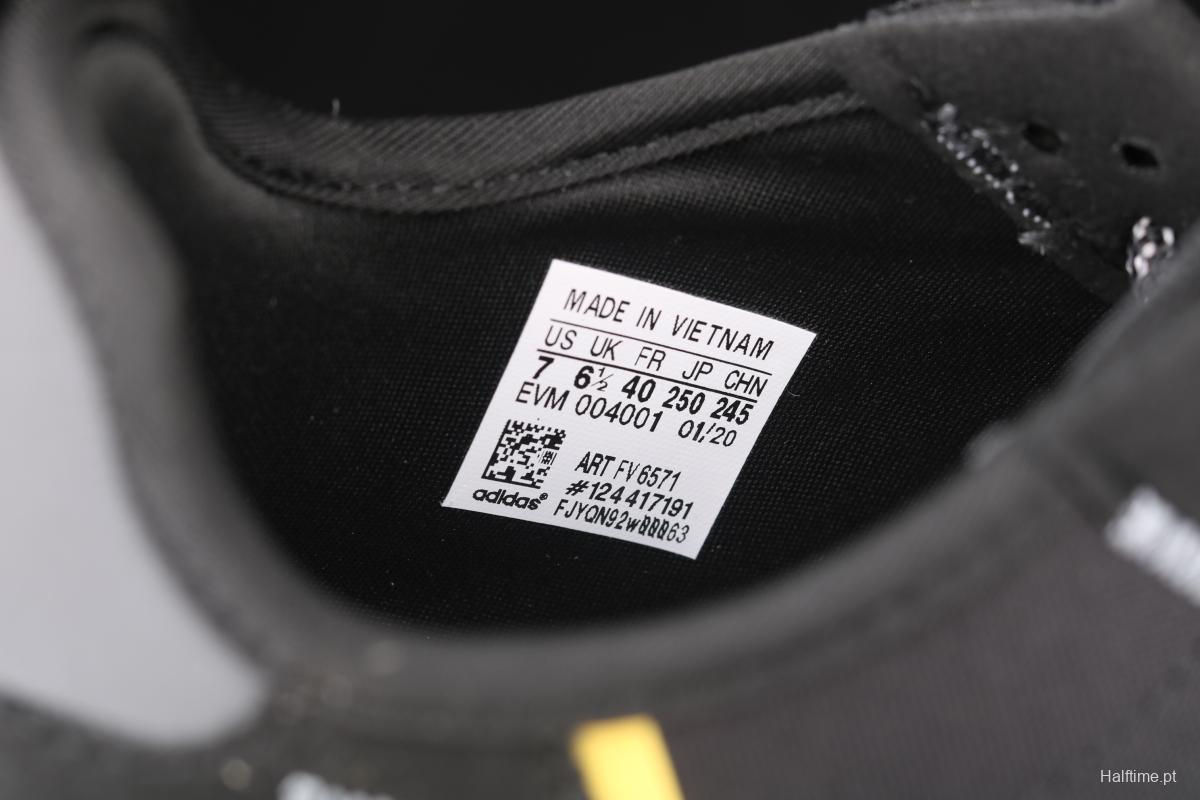 MADE IN VIETNAM
US UK FR JP CHN
7 6½ 40 250 245
EVM 004001 01/20
ART FV6571
#124417191
adidas® FJYQN92wØØØ63
Halftime.pt